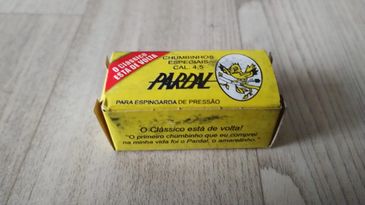 O Clássico
ESTÁ DE VOLTA
CHUMBINHOS
ESPECIAIS
CAL. 4,5
PARDAL
PARA ESPINGARDA DE PRESSÃO
O Clássico está de volta!
"O primeiro chumbinho que eu comprei
na minha vida foi o Pardal, o amarelinho."